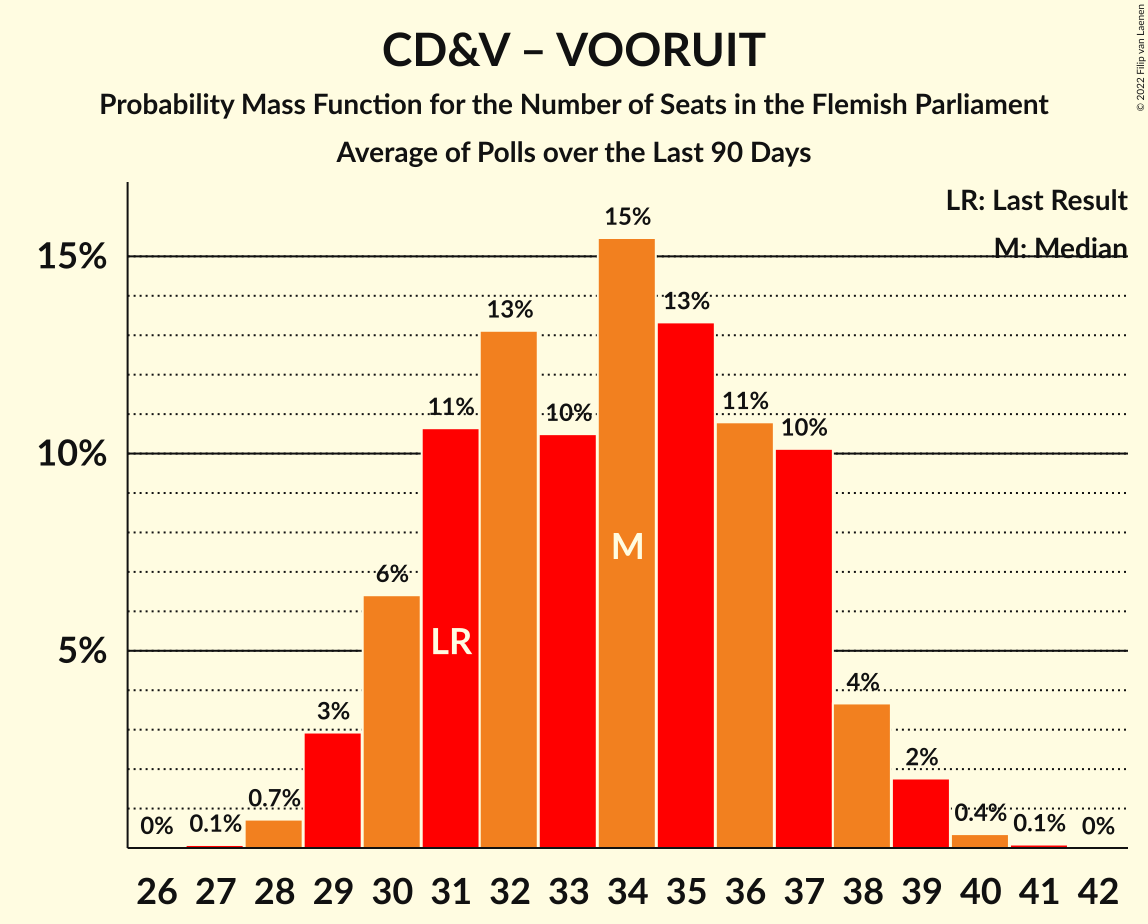 CD&V – VOORUIT
Probability Mass Function for the Number of Seats in the Flemish Parliament
Average of Polls over the Last 90 Days
© 2022 Filip van Laenen
LR: Last Result
M: Median
15%
10%
5%
0%
0.1%
0.7%
3%
6%
11%
13%
10%
15%
13%
11%
10%
4%
2%
0.4%
0.1%
0%
LR
M
26 27 28 29 30 31 32 33 34 35 36 37 38 39 40 41 42